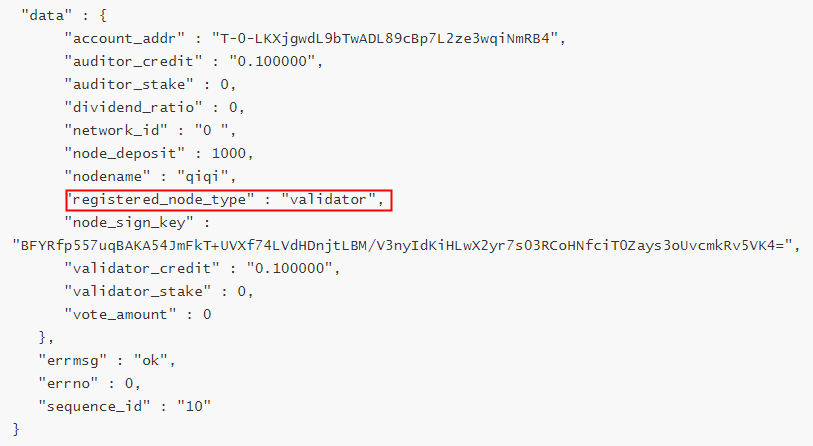 "data" : {
"account_addr" : "T-0-LKXjgwdL9bTwADL89cBp7L2ze3wqiNmRB4",
"auditor_credit" : "0.100000",
"auditor_stake" : 0,
"dividend_ratio" : 0,
"network_id" : "0 ",
"node_deposit" : 1000,
"nodename" : "qiqi",
"registered_node_type" : "validator",
"node_sign_key" :
"BFYRfp557uqBAKA54JmFkT+UVXf74LVdHDnjtLBM/V3nyIdKiHLwX2yr7s03RCoHNfciT0Zays3oUvcmkRv5VK4=",
"validator_credit" : "0.100000",
"validator_stake" : 0,
"vote_amount" : 0
},
"errmsg" : "ok",
"errno" : 0,
"sequence_id" : "10"
}